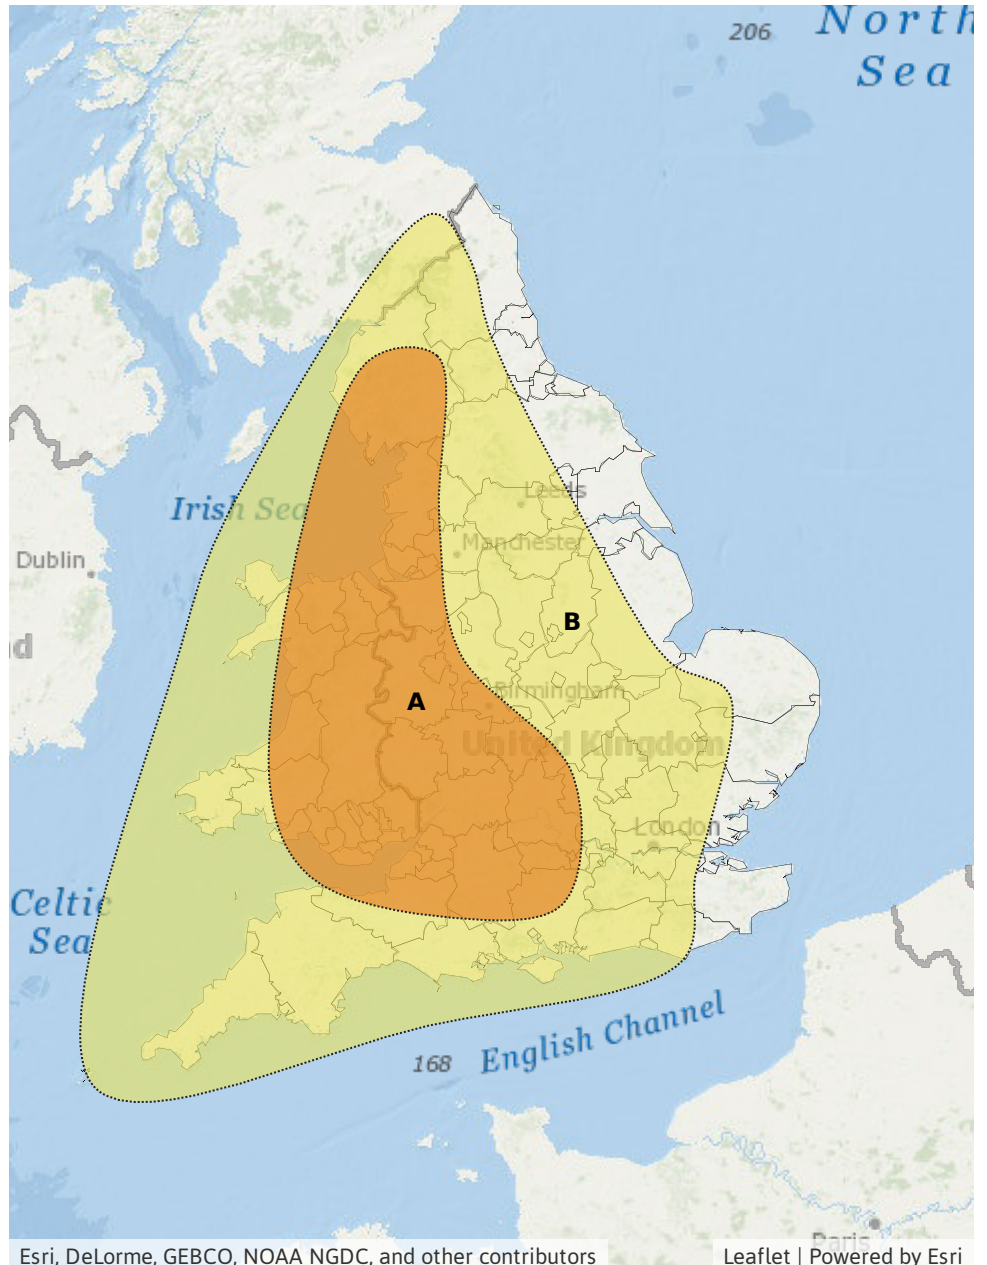 206
North
Sea
Leeds
Irish Sea
Manchester
Dublin
B
d
Birmingham
A
United Kingdom
London
Celtic
Sea
English Channel
168
Paris
Esri, DeLorme, GEBCO, NOAA NGDC, and other contributors
Leaflet | Powered by Esri